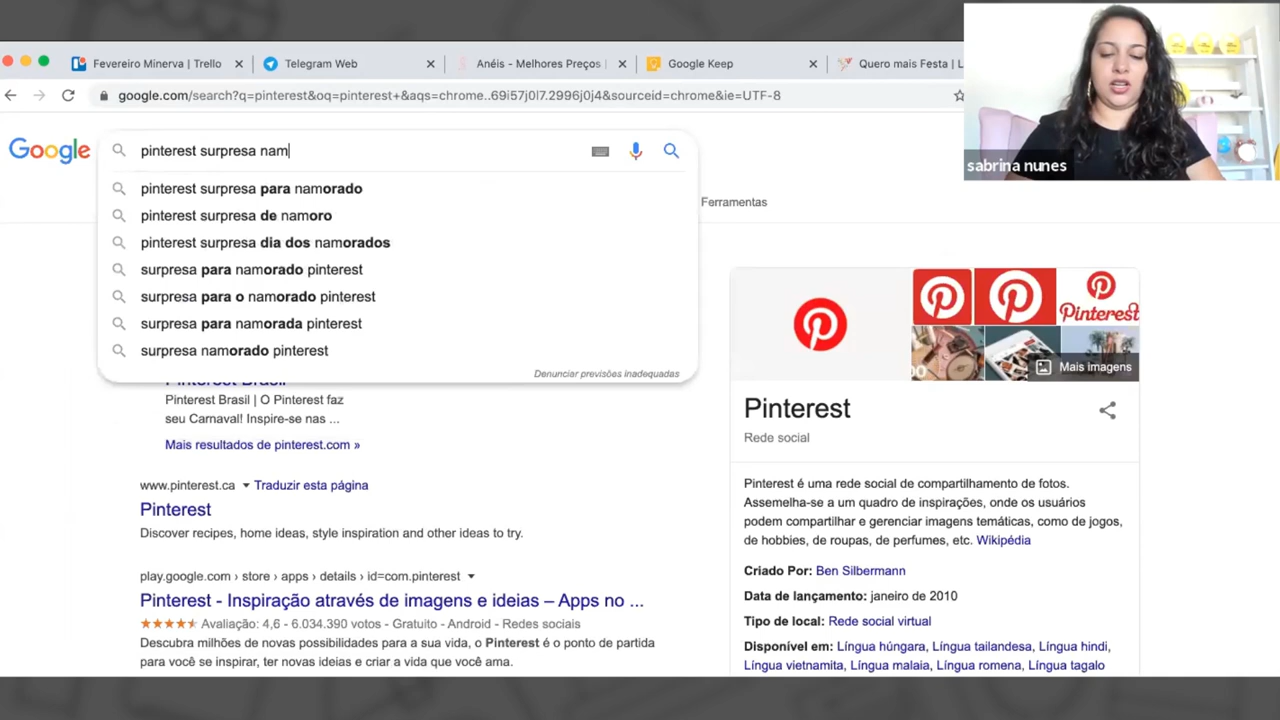 Fevereiro Minerva | Trello
Telegram Web
Anéis - Melhores Preços |
Google Keep
Quero mais Festa | L
google.com/search?q=pinterest&oq=pinterest+&aqs=chrome..69i57j0l7.2996j0j4&sourceid=chrome&ie=UTF-8
sabrina nunes
Google
pinterest surpresa nam
pinterest surpresa para namorado
pinterest surpresa de namoro
pinterest surpresa dia dos namorados
surpresa para namorado pinterest
surpresa para o namorado pinterest
surpresa para namorada pinterest
surpresa namorado pinterest
Denunciar previsões inadequadas
Ferramentas
Pinterest Brasil
Pinterest Brasil | O Pinterest faz
seu Carnaval! Inspire-se nas ...
Mais resultados de pinterest.com »
www.pinterest.ca Traduzir esta página
Pinterest
Discover recipes, home ideas, style inspiration and other ideas to try.
play.google.com › store › apps › details › id=com.pinterest
Pinterest - Inspiração através de imagens e ideias – Apps no ...
Avaliação: 4,6 - 6.034.390 votos - Gratuito - Android - Redes sociais
Descubra milhões de novas possibilidades para a sua vida, o Pinterest é o ponto de partida
para você se inspirar, ter novas ideias e criar a vida que você ama.
Pinterest
Mais imagens
Pinterest
Rede social
Pinterest é uma rede social de compartilhamento de fotos.
Assemelha-se a um quadro de inspirações, onde os usuários
podem compartilhar e gerenciar imagens temáticas, como de jogos,
de hobbies, de roupas, de perfumes, etc. Wikipédia
Criado Por: Ben Silbermann
Data de lançamento: janeiro de 2010
Tipo de local: Rede social virtual
Disponível em: Língua húngara, Língua tailandesa, Língua hindi,
Língua vietnamita, Língua malaia, Língua romena, Língua tagalo